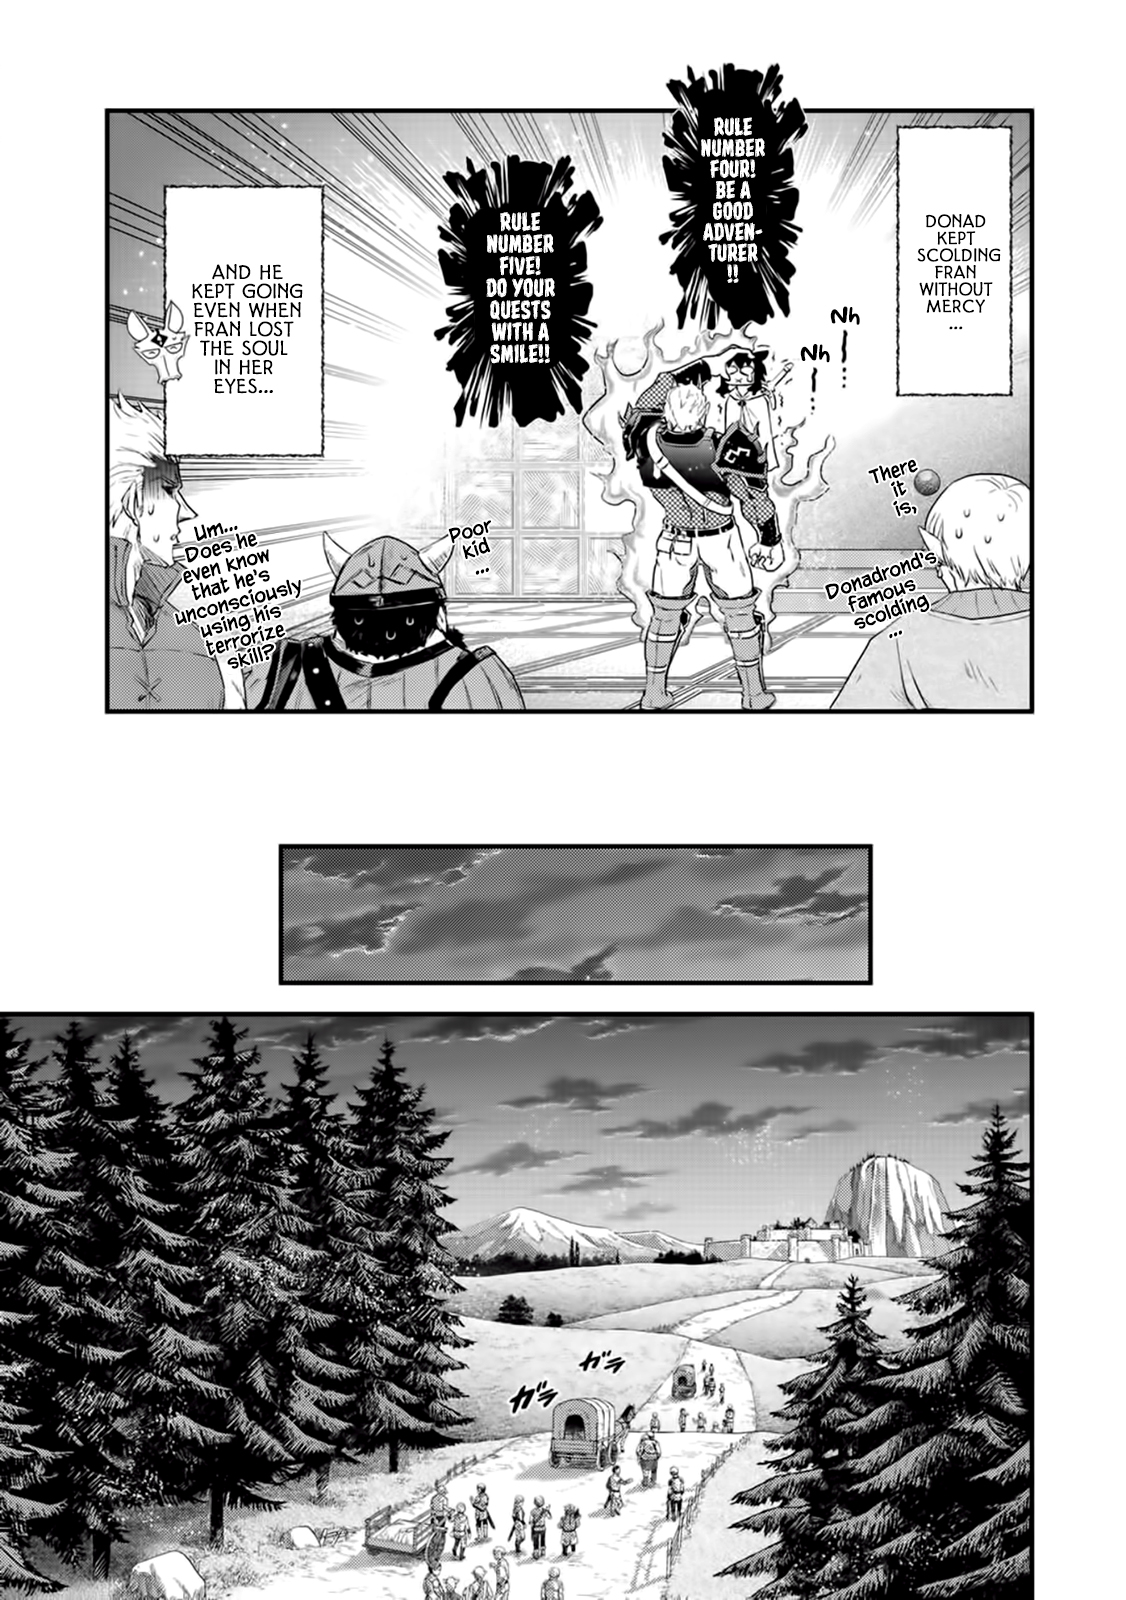 DONAD
KEPT
SCOLDING
FRAN
WITHOUT
MERCY
...
RULE
NUMBER
FOUR!
BE A
GOOD
ADVEN-
TURER
!!
Nh
Nh
RULE
NUMBER
FIVE!
DO YOUR
QUESTS
WITH A
SMILE!!
AND HE
KEPT GOING
EVEN WHEN
FRAN LOST
THE SOUL
IN HER
EYES...
There
it
is,
Donadrond's
famous
scolding
...
Poor
kid
...
Um...
Does he
even know
that he's
unconsciously
using his
terrorize
skill?
ガラ
ガラ